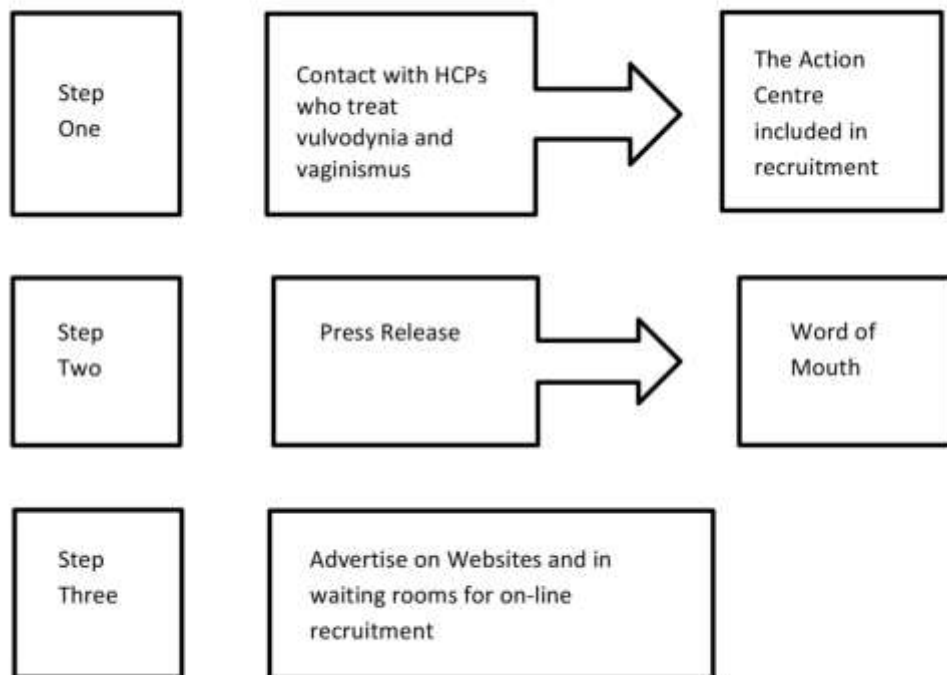 Step
One
Contact with HCPs
who treat
vulvodynia and
vaginismus
The Action
Centre
included in
recruitment
Step
Two
Press Release
Word of
Mouth
Step
Three
Advertise on Websites and in
waiting rooms for on-line
recruitment